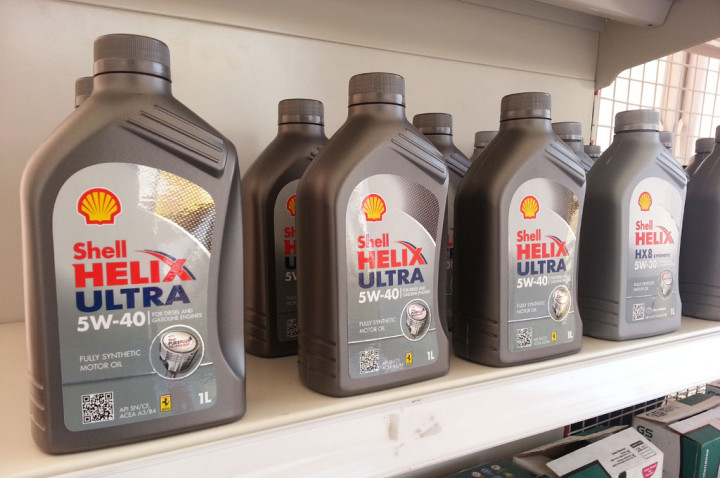 Shell
HELIX
ULTRA
5W-40
FOR DIESEL AND
GASOLINE ENGINES
FULLY SYNTHETIC
MOTOR OIL
API SN/CF
ACEA A3/B4
1L
Shell
HELIX
ULTRA
5W-40
FULLY SYNTHETIC
MOTOR OIL
1L
Shell
HELIX
ULTRA
5W-40
FULLY SYNTHETIC
MOTOR OIL
1L
Shell
HELIX
HX8
5W-30
1L
GS